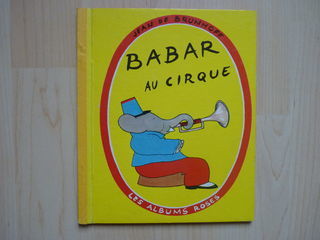 JEAN DE BRUNHOFF
BABAR
AU CIRQUE
LES ALBUMS ROSES